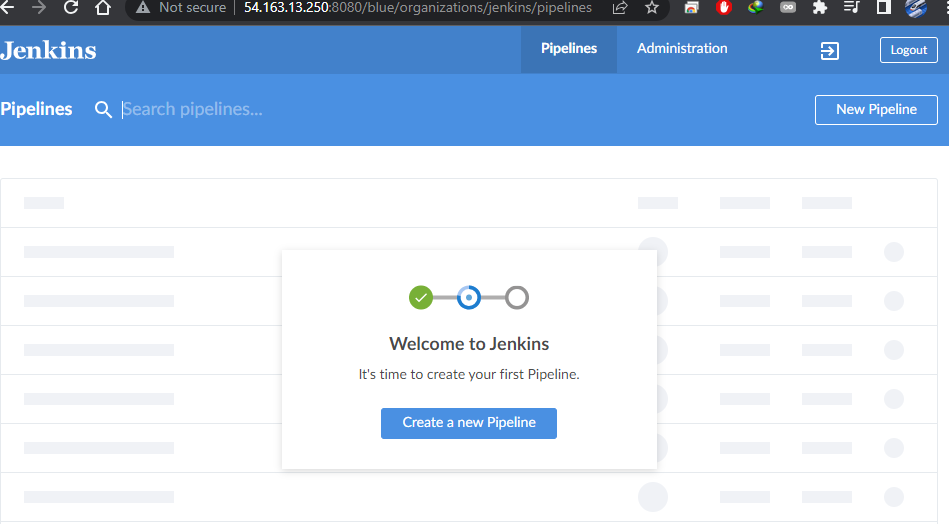 Not secure 54.163.13.250:8080/blue/organizations/jenkins/pipelines
Jenkins Pipelines Administration Logout
Pipelines Search pipelines... New Pipeline
Welcome to Jenkins
It's time to create your first Pipeline.
Create a new Pipeline